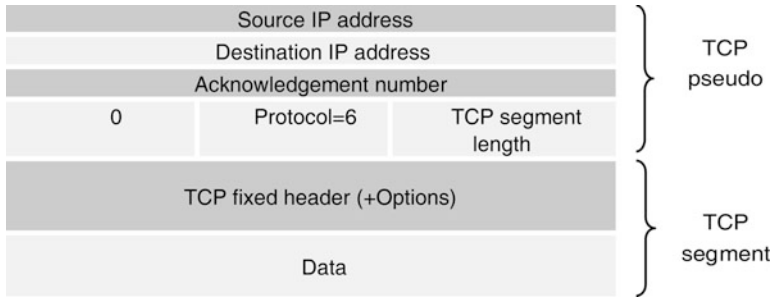 Source IP address
Destination IP address
Acknowledgement number
0 Protocol=6 TCP segment
length
TCP pseudo
TCP fixed header (+Options)
Data
TCP segment